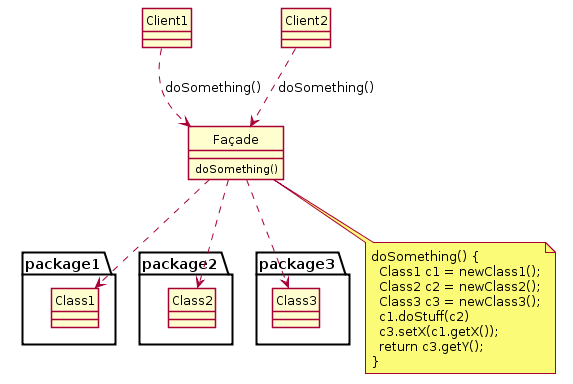 Client1
Client2
doSomething()
doSomething()
Façade
doSomething()
package1
package2
package3
Class1
Class2
Class3
doSomething() {
Class1 c1 = newClass1();
Class2 c2 = newClass2();
Class3 c3 = newClass3();
c1.doStuff(c2)
c3.setX(c1.getX());
return c3.getY();
}